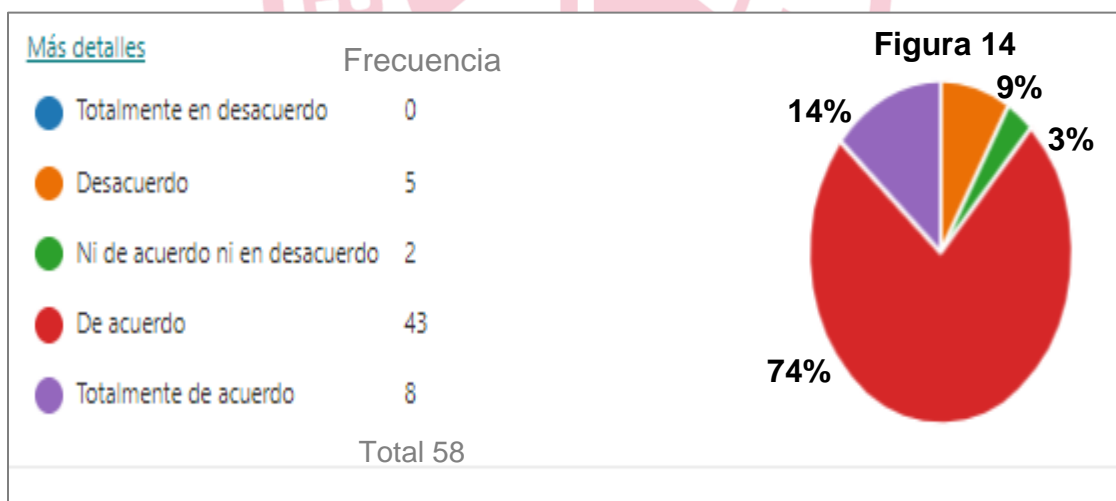 Más detalles
Frecuencia
Totalmente en desacuerdo 0
Desacuerdo 5
Ni de acuerdo ni en desacuerdo 2
De acuerdo 43
Totalmente de acuerdo 8
Total 58
Figura 14
9%
14%
3%
74%